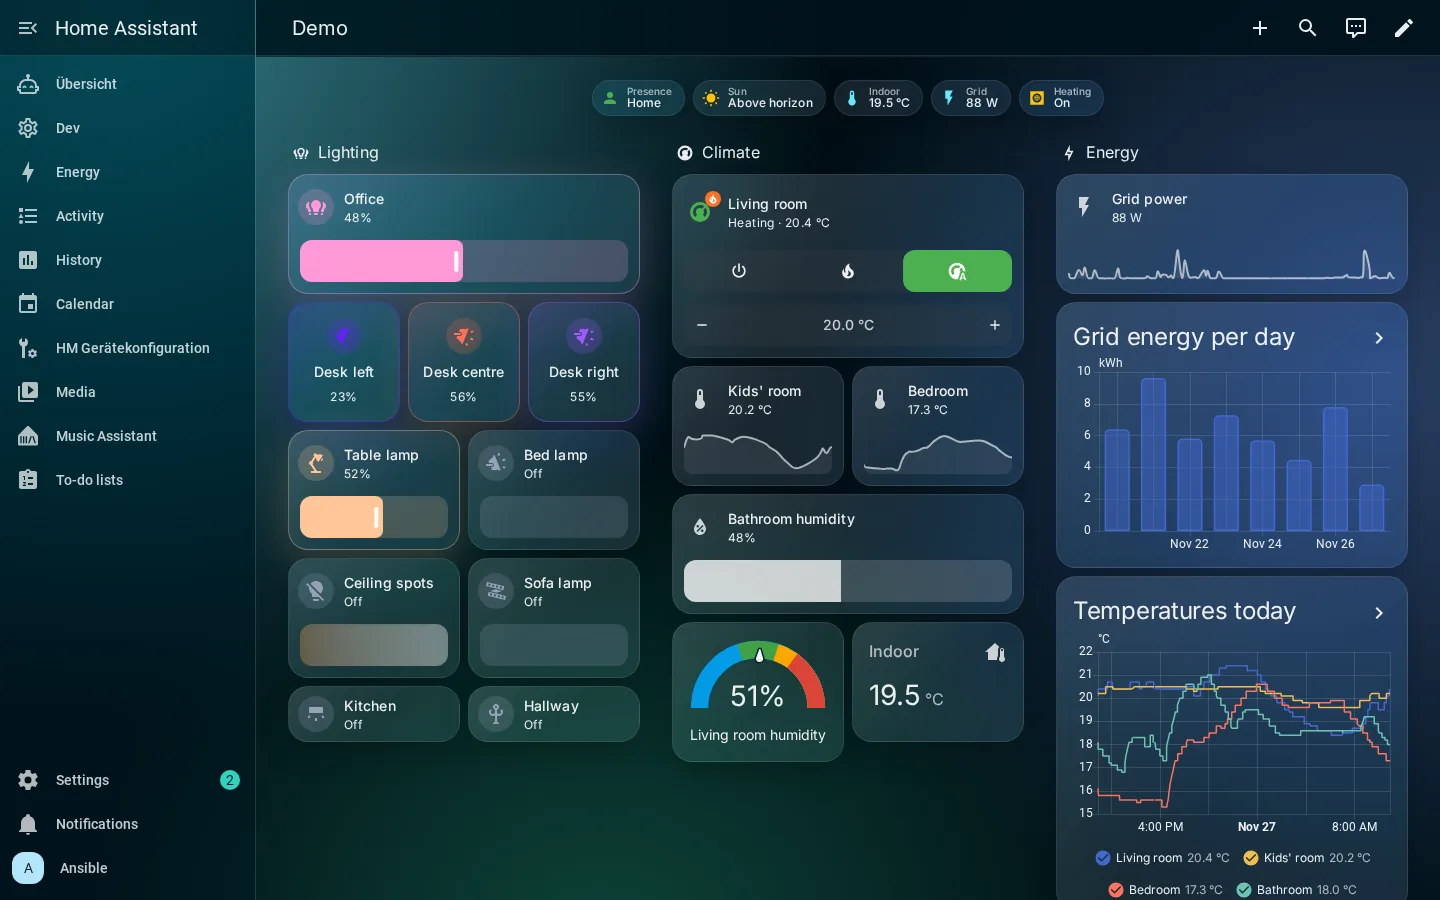 Home Assistant
Demo
Übersicht
Dev
Energy
Activity
History
Calendar
HM Gerätekonfiguration
Media
Music Assistant
To-do lists
Settings
2
Notifications
A
Ansible
Presence
Home
Sun
Above horizon
Indoor
19.5 °C
Grid
88 W
Heating
On
Lighting
Office
48%
Desk left
23%
Desk centre
56%
Desk right
55%
Table lamp
52%
Bed lamp
Off
Ceiling spots
Off
Sofa lamp
Off
Kitchen
Off
Hallway
Off
Climate
Living room
Heating · 20.4 °C
A
20.0 °C
Kids' room
20.2 °C
Bedroom
17.3 °C
Bathroom humidity
48%
51%
Living room humidity
Indoor
19.5 °C
Energy
Grid power
88 W
Grid energy per day
kWh
10
8
6
4
2
0
Nov 22 Nov 24 Nov 26
Temperatures today
°C
22
21
20
19
18
17
16
15
4:00 PM Nov 27 8:00 AM
Living room 20.4 °C Kids' room 20.2 °C
Bedroom 17.3 °C Bathroom 18.0 °C